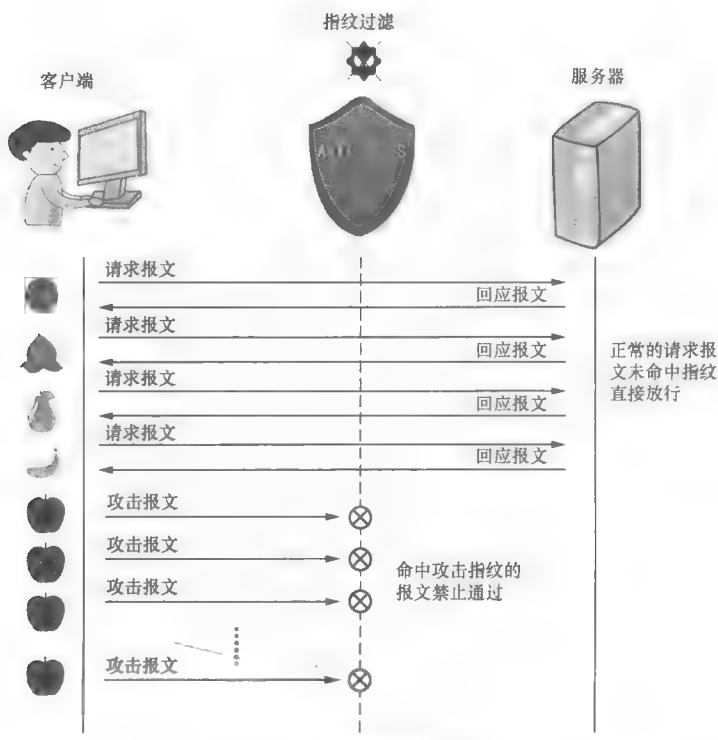 指纹过滤
客户端
服务器
请求报文
回应报文
请求报文
回应报文
请求报文
回应报文
请求报文
回应报文
正常的请求报
文未命中指纹
直接放行
攻击报文
攻击报文
攻击报文
攻击报文
命中攻击指纹的
报文禁止通过